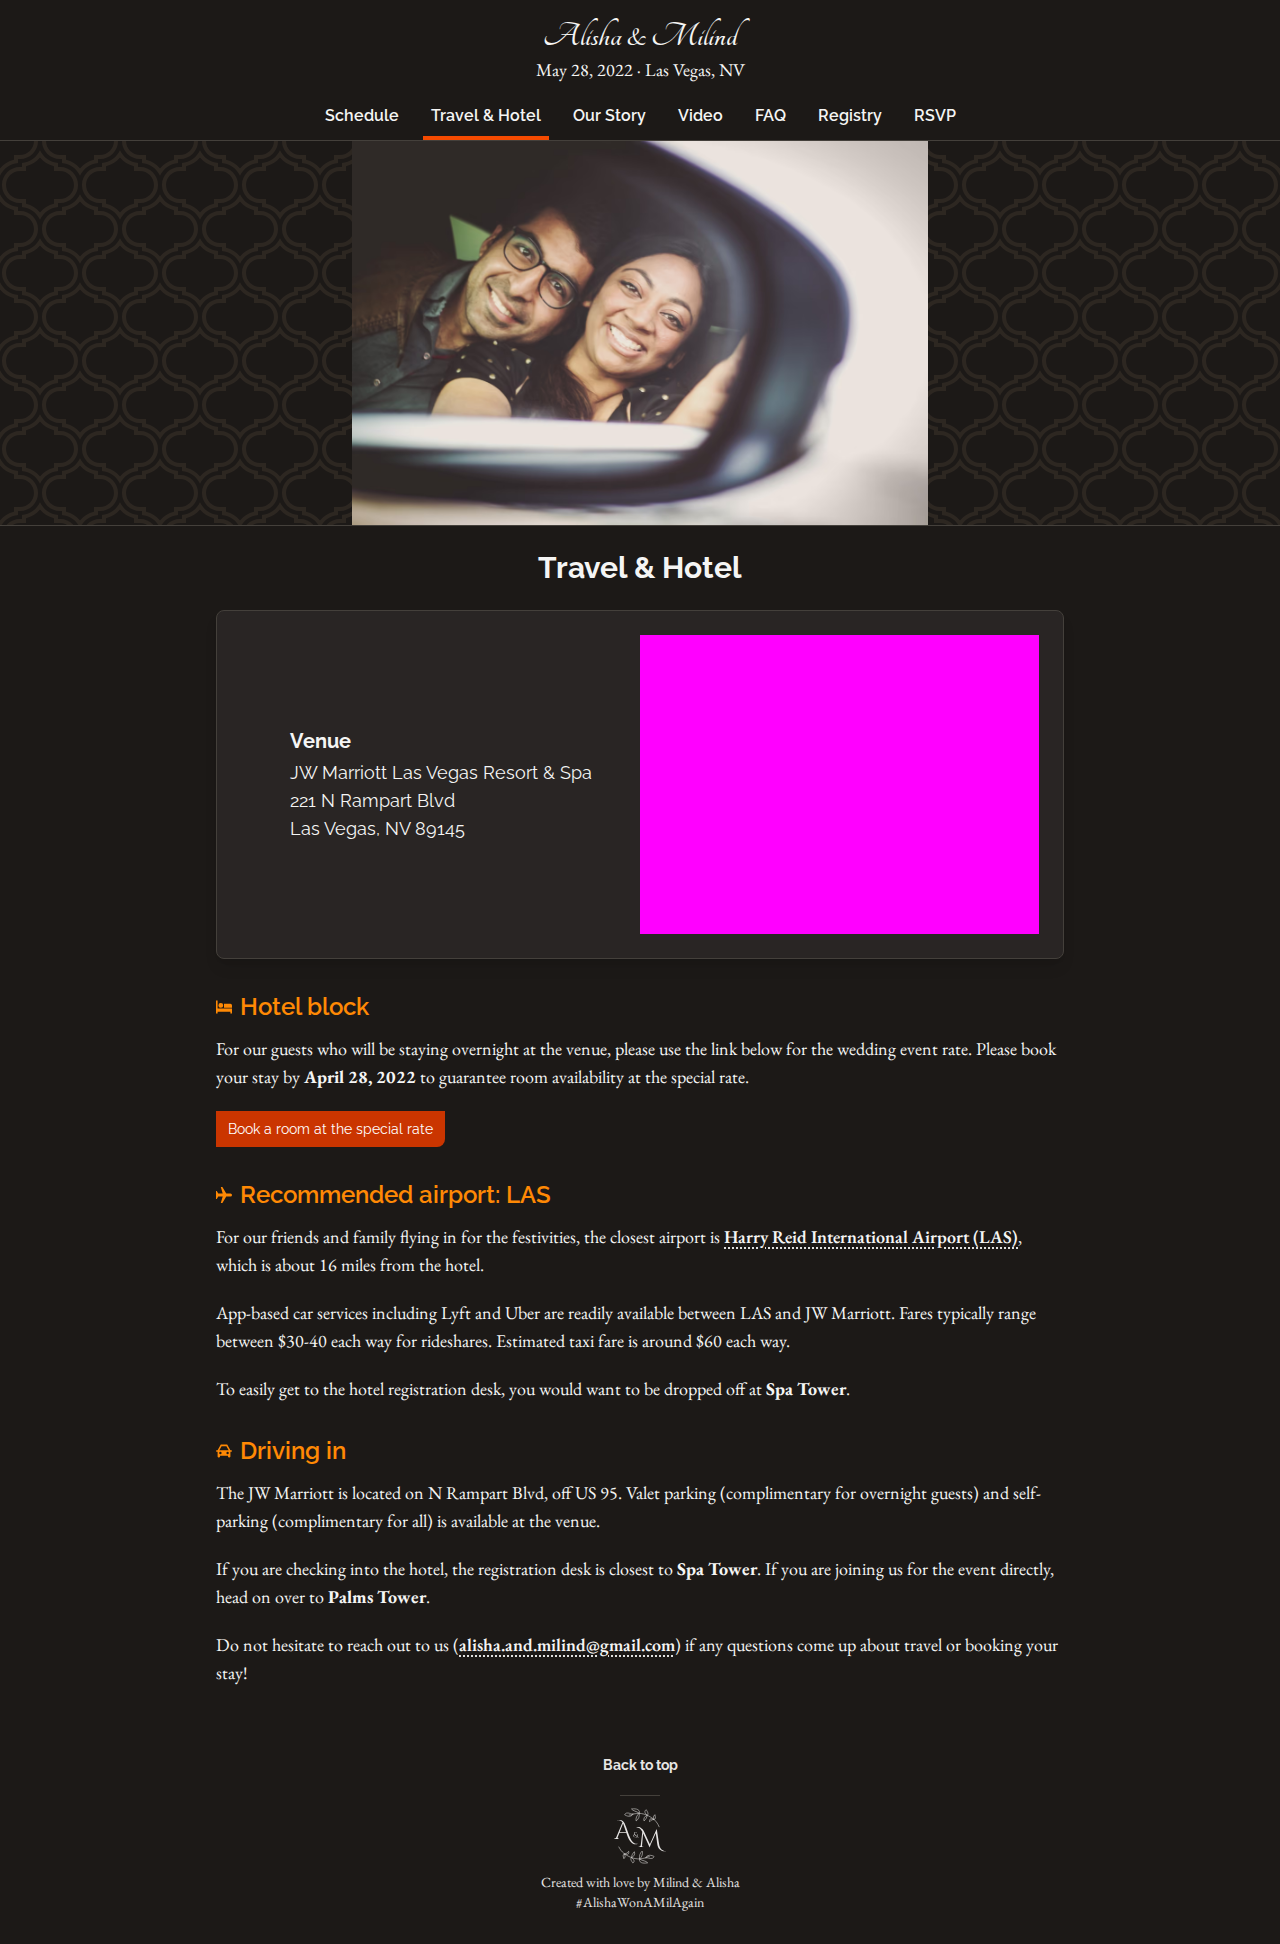 Alisha & Milind
May 28, 2022 · Las Vegas, NV
Schedule Travel & Hotel Our Story Video FAQ Registry RSVP
Travel & Hotel
Venue
JW Marriott Las Vegas Resort & Spa
221 N Rampart Blvd
Las Vegas, NV 89145
Hotel block
For our guests who will be staying overnight at the venue, please use the link below for the wedding event rate. Please book
your stay by April 28, 2022 to guarantee room availability at the special rate.
Book a room at the special rate
Recommended airport: LAS
For our friends and family flying in for the festivities, the closest airport is Harry Reid International Airport (LAS),
which is about 16 miles from the hotel.
App-based car services including Lyft and Uber are readily available between LAS and JW Marriott. Fares typically range
between $30-40 each way for rideshares. Estimated taxi fare is around $60 each way.
To easily get to the hotel registration desk, you would want to be dropped off at Spa Tower.
Driving in
The JW Marriott is located on N Rampart Blvd, off US 95. Valet parking (complimentary for overnight guests) and self-
parking (complimentary for all) is available at the venue.
If you are checking into the hotel, the registration desk is closest to Spa Tower. If you are joining us for the event directly,
head on over to Palms Tower.
Do not hesitate to reach out to us (alisha.and.milind@gmail.com) if any questions come up about travel or booking your
stay!
Back to top
A&M
Created with love by Milind & Alisha
#AlishaWonAMilAgain